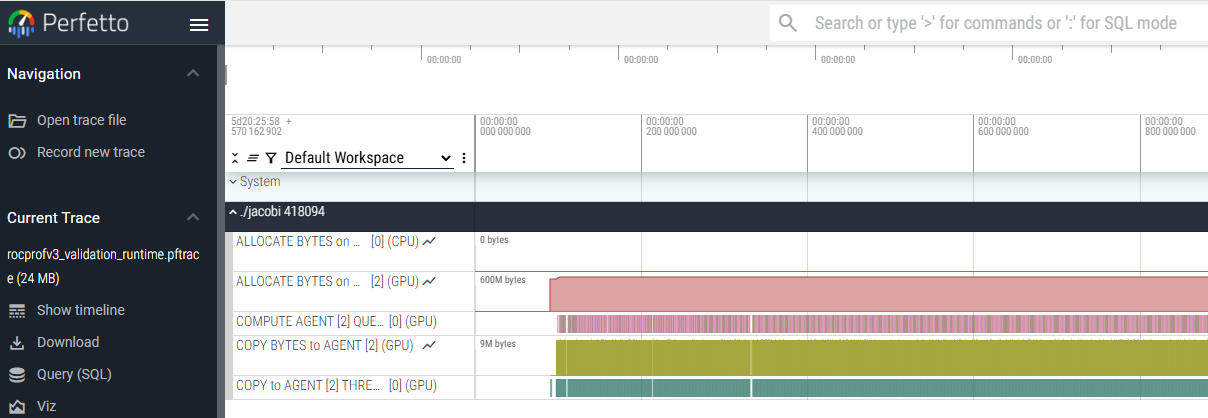 Perfetto
Search or type '>' for commands or ':' for SQL mode
Navigation
Open trace file
Record new trace
Current Trace
rocprofv3_validation_runtime.pftrac
e (24 MB)
Show timeline
Download
Query (SQL)
Viz
00:00:00 00:00:00 00:00:00 00:00:00
5d20:25:58 +
570 162 902
00:00:00 00:00:00 00:00:00 00:00:00 00:00:00
000 000 000 200 000 000 400 000 000 600 000 000 800 000 000
Default Workspace
System
./jacobi 418094
ALLOCATE BYTES on ... [0] (CPU) 0 bytes
ALLOCATE BYTES on ... [2] (GPU) 600M bytes
COMPUTE AGENT [2] QUE... [0] (GPU)
COPY BYTES to AGENT [2] (GPU) 9M bytes
COPY to AGENT [2] THRE... [0] (GPU)